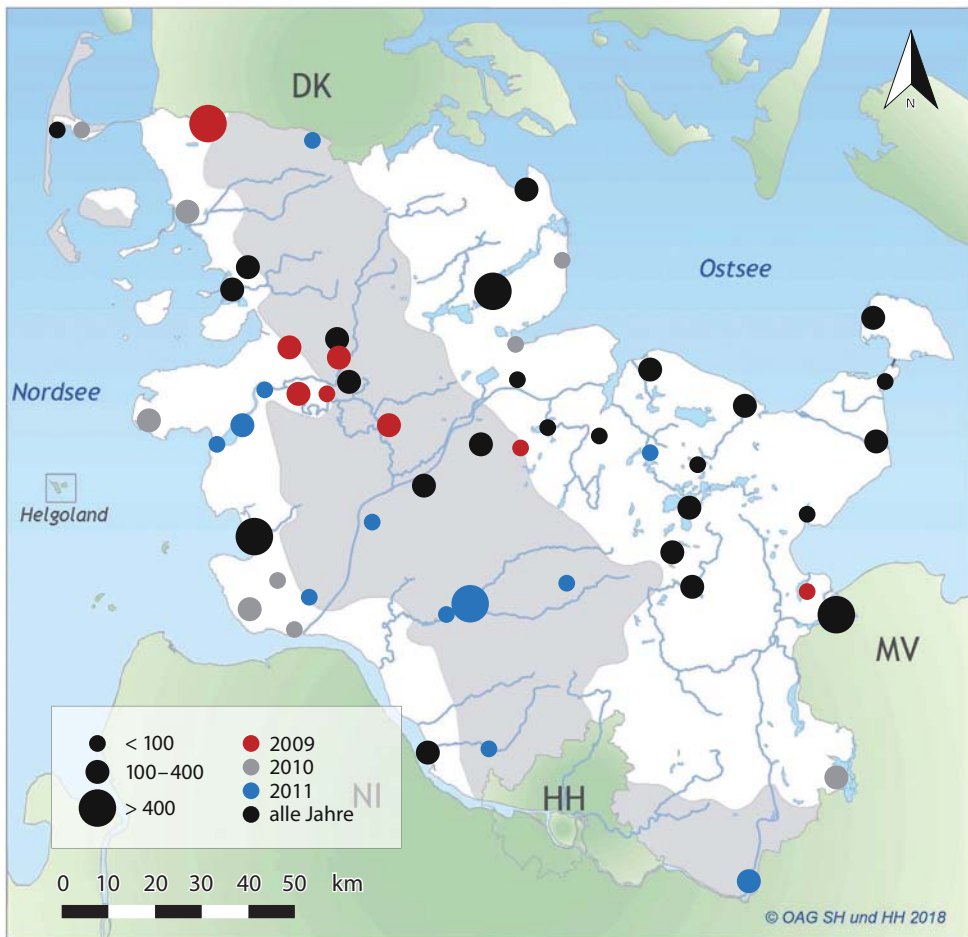 N
DK
Ostsee
Nordsee
Helgoland
MV
< 100
100–400
> 400
2009
2010
2011
alle Jahre
NI
HH
0 10 20 30 40 50 km
© OAG SH und HH 2018